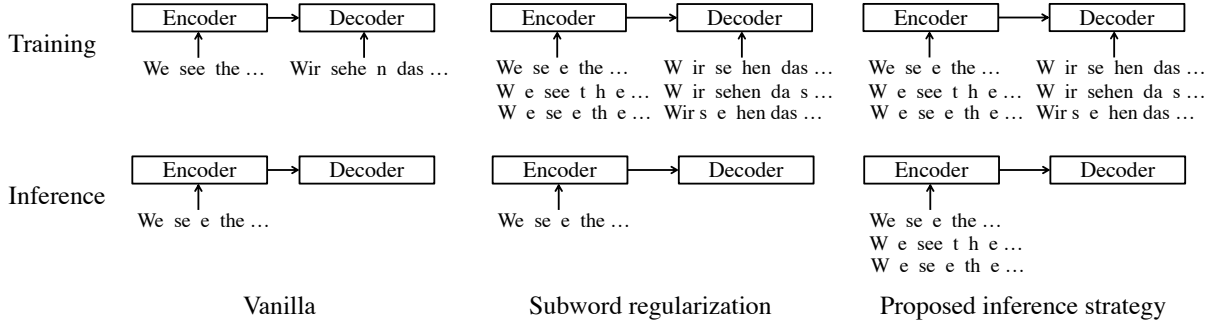 Encoder Decoder Encoder Decoder Encoder Decoder
Training
We see the … Wir sehe n das … We se e the … W ir se hen das … We se e the … W ir se hen das …
W e see t h e … W ir sehen da s … W e see t h e … W ir sehen da s …
W e se e th e … Wir s e hen das … W e se e th e … Wir s e hen das …
Encoder Decoder Encoder Decoder Encoder Decoder
Inference
We se e the … We se e the … We se e the …
W e see t h e …
W e se e th e …
Vanilla Subword regularization Proposed inference strategy